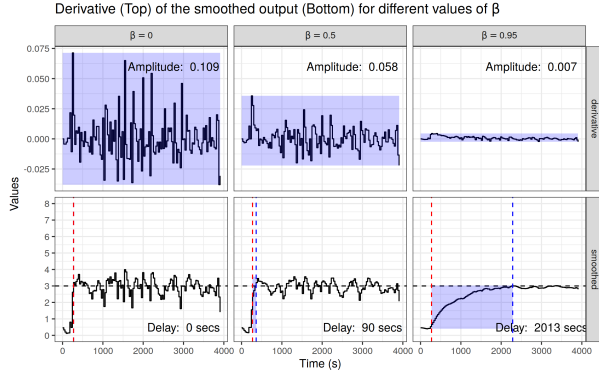 Derivative (Top) of the smoothed output (Bottom) for different values of β
β = 0
β = 0.5
β = 0.95
Values
0.075
0.050
0.025
0.000
-0.025
Amplitude: 0.109
Amplitude: 0.058
Amplitude: 0.007
derivative
8
7
6
5
4
3
2
1
0
Delay: 0 secs
Delay: 90 secs
Delay: 2013 secs
smoothed
0 1000 2000 3000 4000
0 1000 2000 3000 4000
0 1000 2000 3000 4000
Time (s)